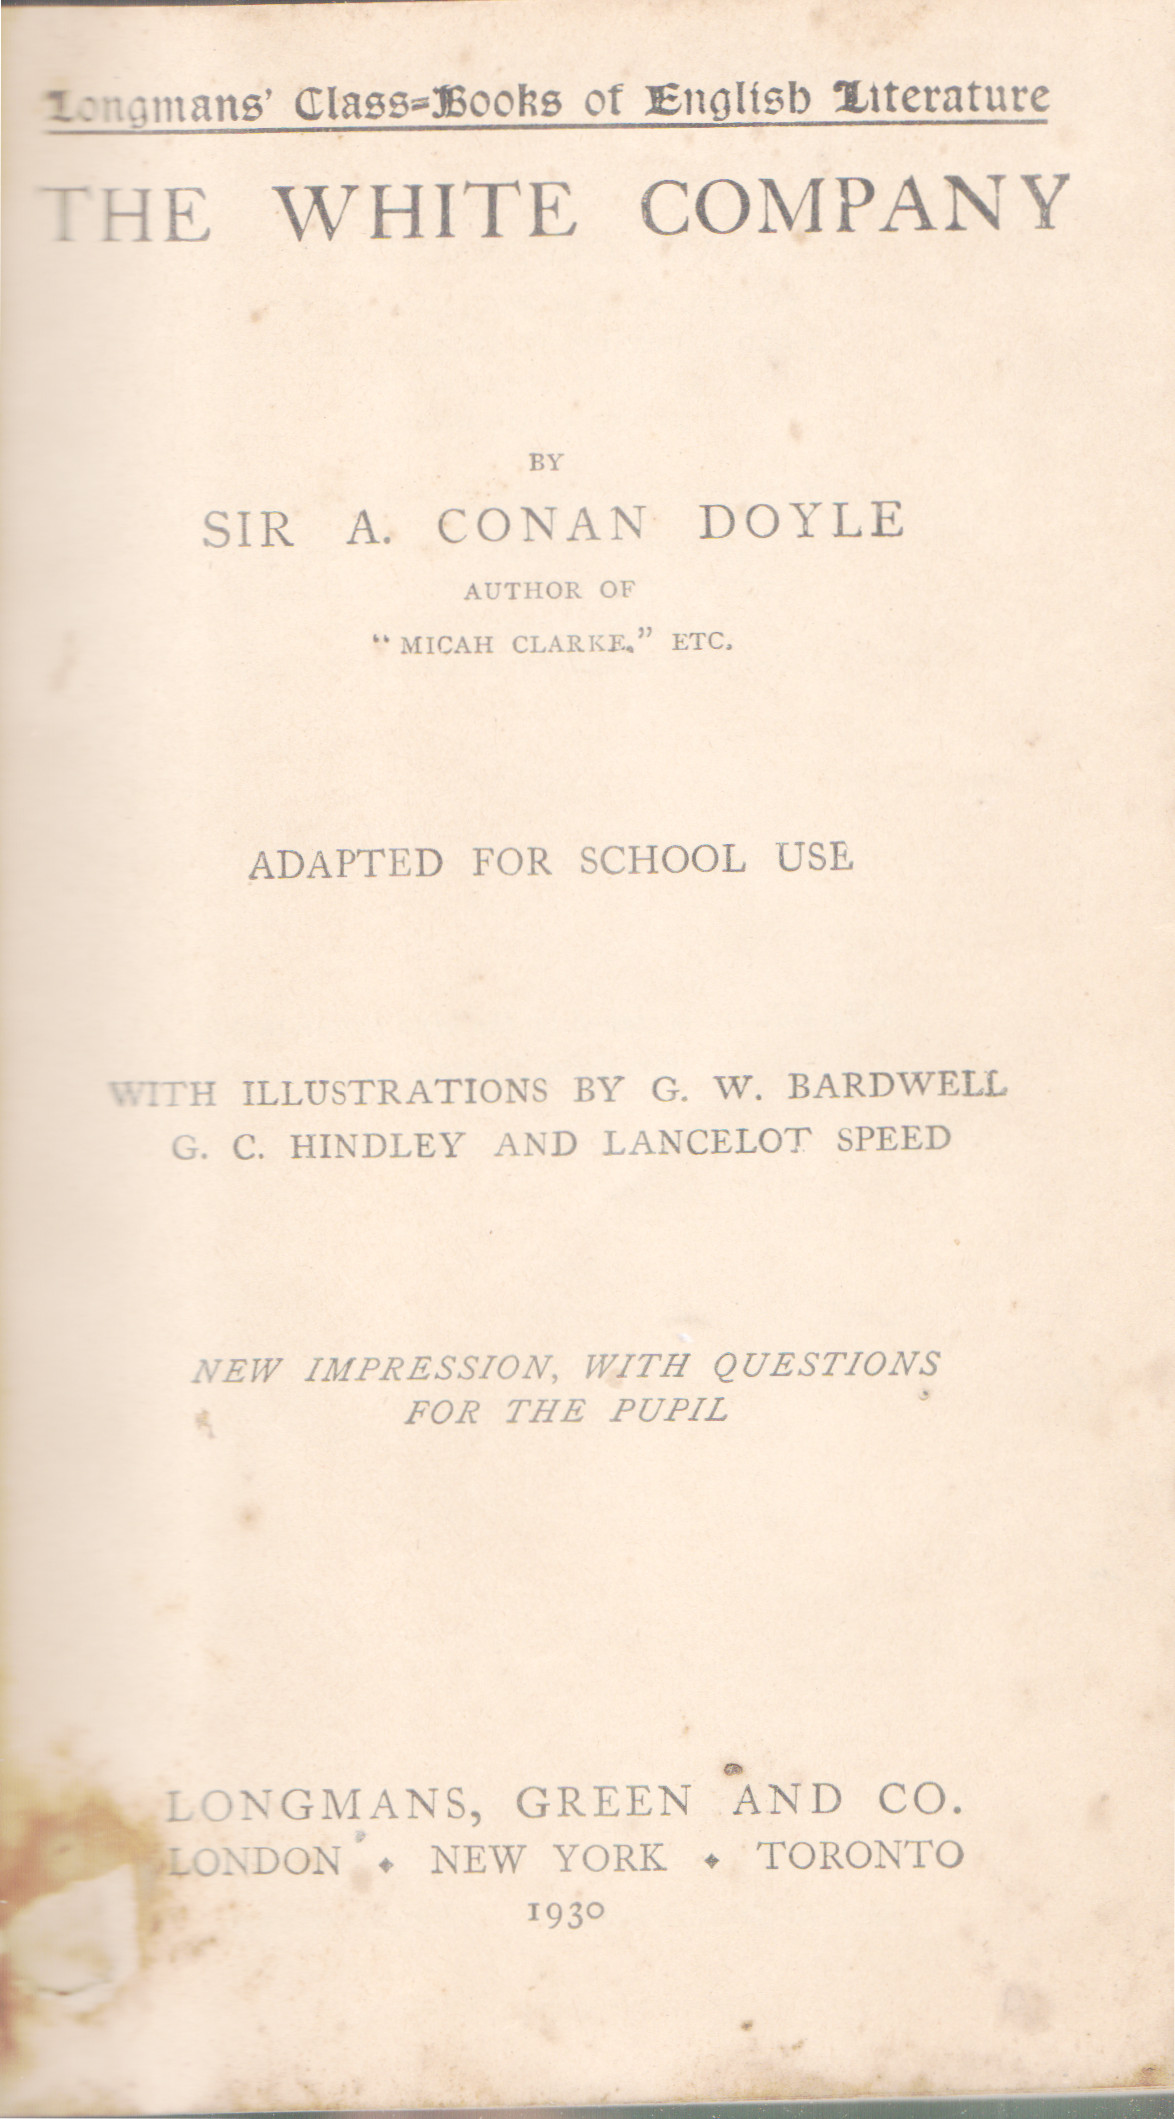 Longmans' Class-Books of English Literature
THE WHITE COMPANY
BY
SIR A. CONAN DOYLE
AUTHOR OF
"MICAH CLARKE," ETC.
ADAPTED FOR SCHOOL USE
WITH ILLUSTRATIONS BY G. W. BARDWELL
G. C. HINDLEY AND LANCELOT SPEED
NEW IMPRESSION, WITH QUESTIONS
FOR THE PUPIL
LONGMANS, GREEN AND CO.
LONDON ⬩ NEW YORK ⬩ TORONTO
1930